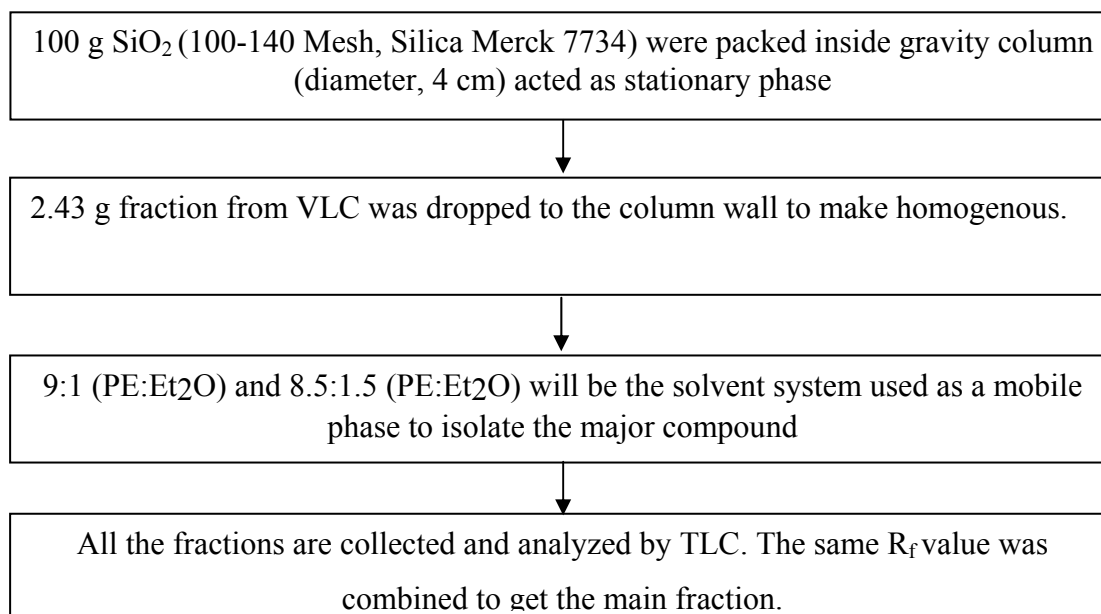 100 g SiO₂ (100-140 Mesh, Silica Merck 7734) were packed inside gravity column
(diameter, 4 cm) acted as stationary phase
2.43 g fraction from VLC was dropped to the column wall to make homogenous.
9:1 (PE:Et2O) and 8.5:1.5 (PE:Et2O) will be the solvent system used as a mobile
phase to isolate the major compound
All the fractions are collected and analyzed by TLC. The same Rf value was
combined to get the main fraction.